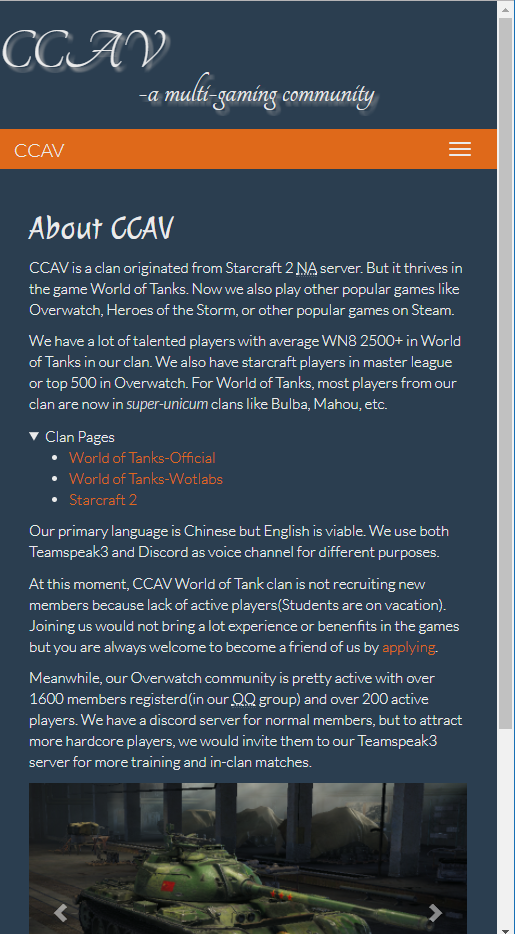 CCAV
-a multi-gaming community
CCAV
About CCAV
CCAV is a clan originated from Starcraft 2 NA server. But it thrives in
the game World of Tanks. Now we also play other popular games like
Overwatch, Heroes of the Storm, or other popular games on Steam.
We have a lot of talented players with average WN8 2500+ in World
of Tanks in our clan. We also have starcraft players in master league
or top 500 in Overwatch. For World of Tanks, most players from our
clan are now in super-unicum clans like Bulba, Mahou, etc.
Clan Pages
World of Tanks-Official
World of Tanks-Wotlabs
Starcraft 2
Our primary language is Chinese but English is viable. We use both
Teamspeak3 and Discord as voice channel for different purposes.
At this moment, CCAV World of Tank clan is not recruiting new
members because lack of active players(Students are on vacation).
Joining us would not bring a lot experience or benefits in the games
but you are always welcome to become a friend of us by applying.
Meanwhile, our Overwatch community is pretty active with over
1600 members registerd(in our QQ group) and over 200 active
players. We have a discord server for normal members, but to attract
more hardcore players, we would invite them to our Teamspeak3
server for more training and in-clan matches.